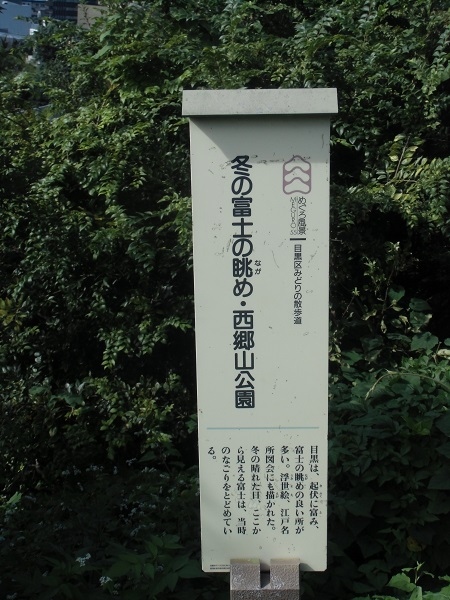 めぐろ風景
目黒区みどりの散歩道
冬の富士の眺め・西郷山公園
なが
目黒は、起伏に富み、
富士の眺めの良い所が
多い。浮世絵、江戸名
所図会にも描かれた。
冬の晴れた日、ここか
ら見える富士は、当時
のなごりをとどめてい
る。